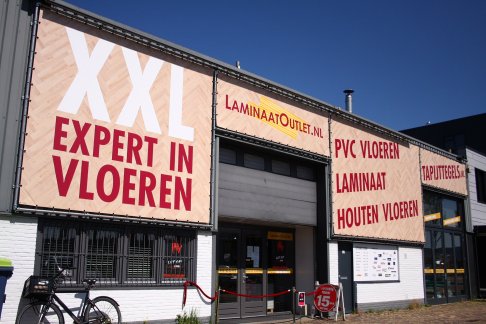 XXL
EXPERT IN
VLOEREN
LAMINAATOUTLET.NL
PVC VLOEREN
LAMINAAT
HOUTEN VLOEREN
TAPIJTTEGELS.nl
15